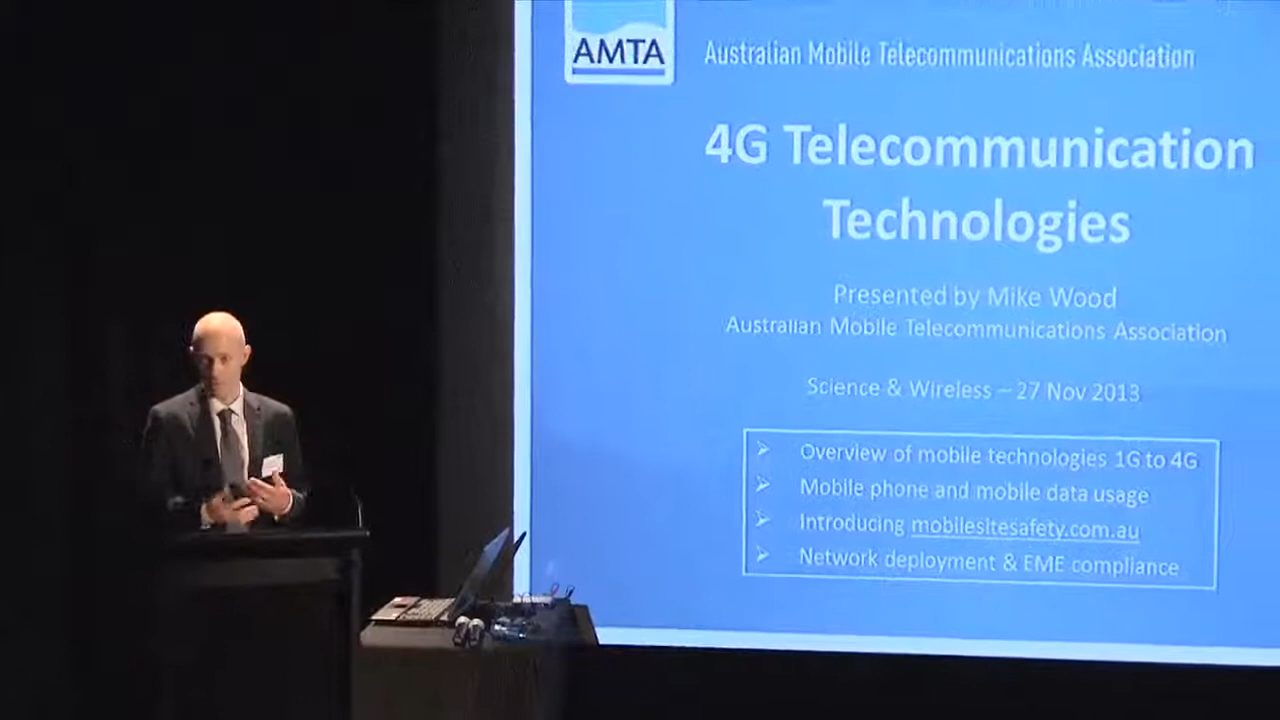 AMTA
Australian Mobile Telecommunications Association
4G Telecommunication
Technologies
Presented by Mike Wood
Australian Mobile Telecommunications Association
Science & Wireless – 27 Nov 2013
➢ Overview of mobile technologies 1G to 4G
➢ Mobile phone and mobile data usage
➢ Introducing mobilesitesafety.com.au
➢ Network deployment & EME compliance